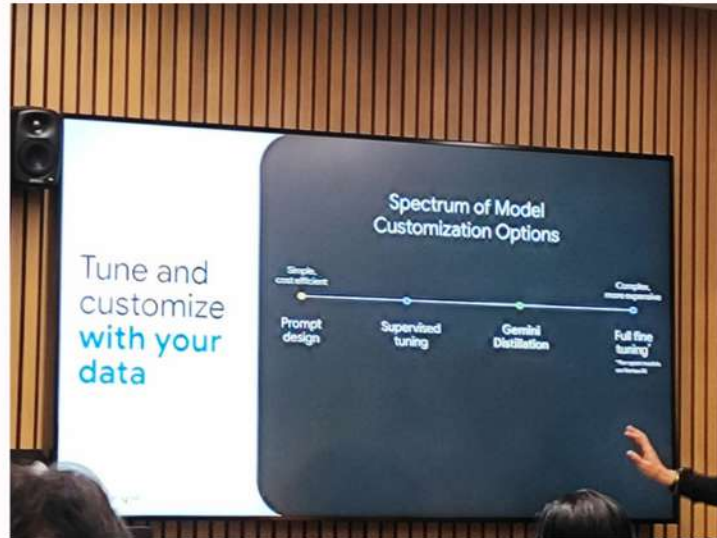 Tune and
customize
with your
data
Spectrum of Model
Customization Options
Simple,
cost efficient
Complex,
more expensive
Prompt
design
Supervised
tuning
Gemini
Distillation
Full fine
tuning*